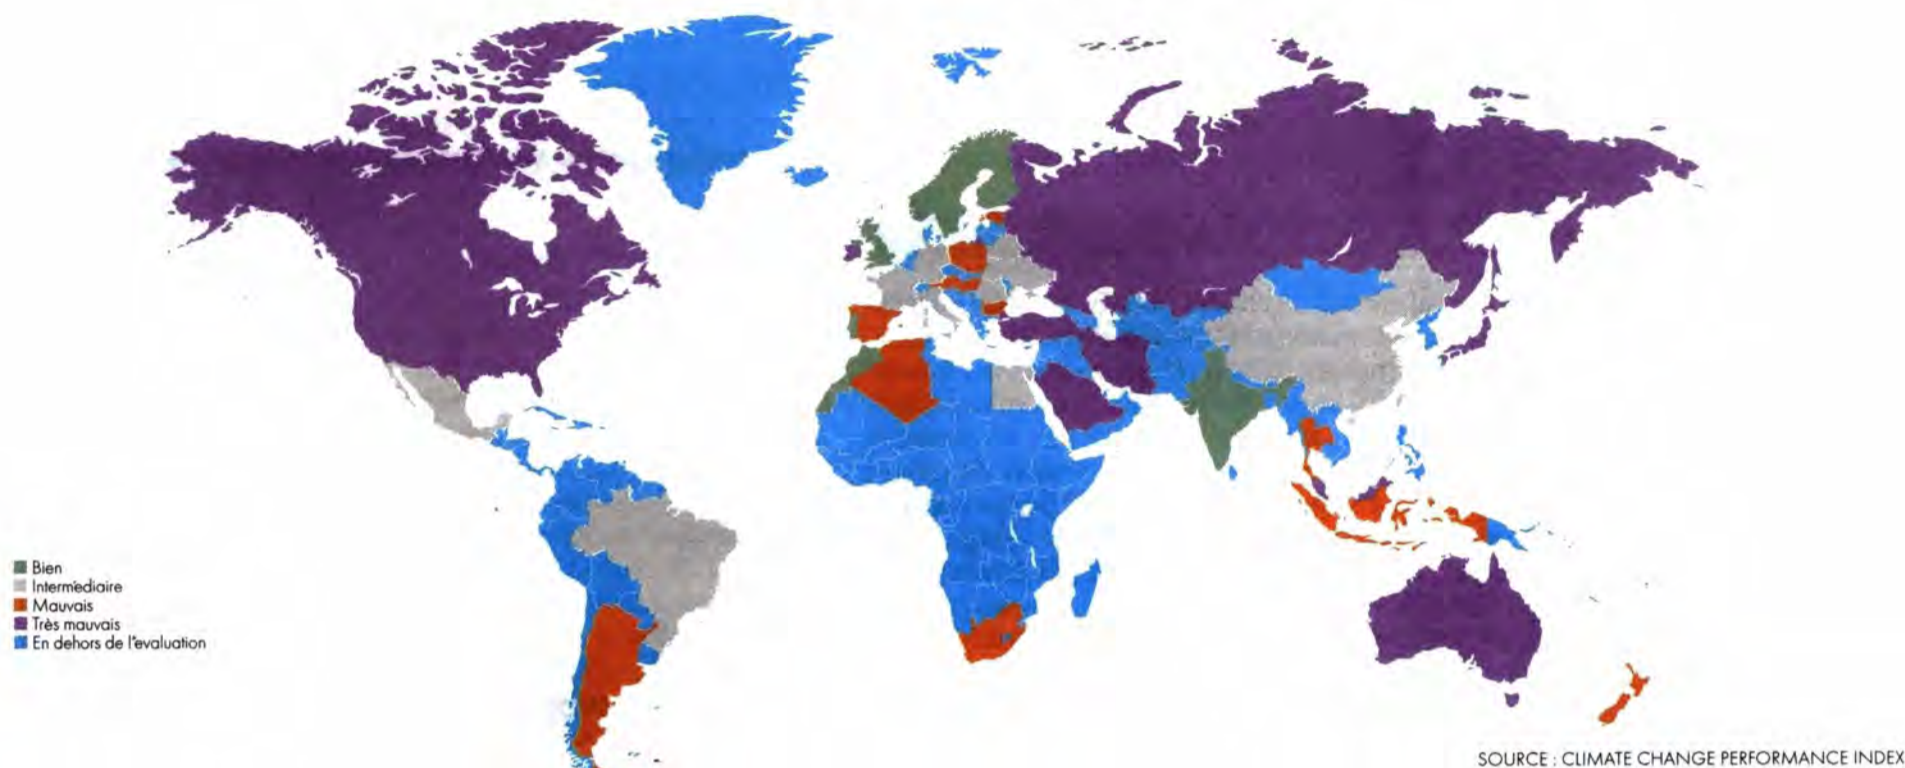 Bien
Intermédiaire
Mauvais
Très mauvais
En dehors de l'evaluation
SOURCE : CLIMATE CHANGE PERFORMANCE INDEX